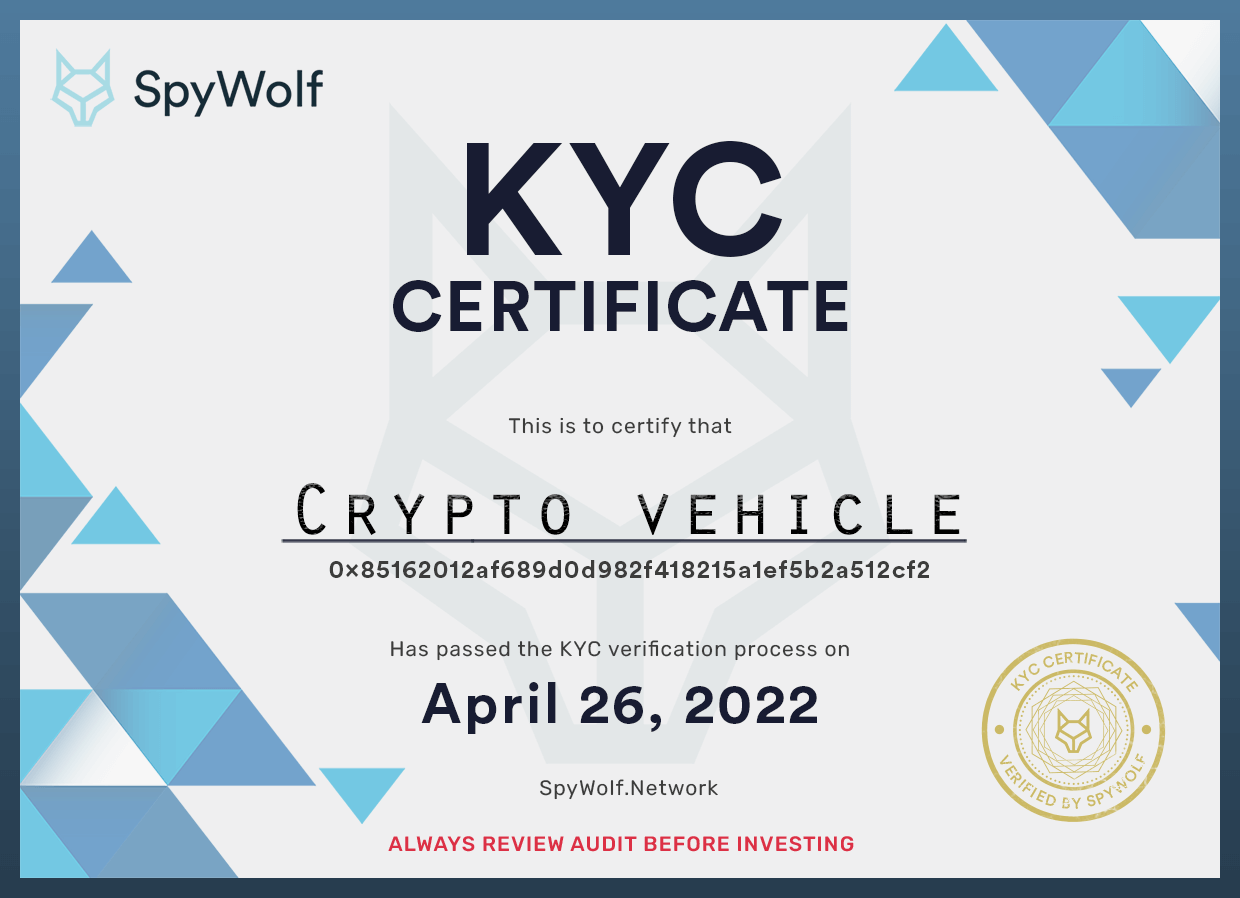 SpyWolf
KYC
CERTIFICATE
This is to certify that
CRYPTO VEHICLE
0x85162012af689d0d982f418215a1ef5b2a512cf2
Has passed the KYC verification process on
April 26, 2022
KYC CERTIFICATE
VERIFIED BY SPYWOLF
SpyWolf.Network
ALWAYS REVIEW AUDIT BEFORE INVESTING